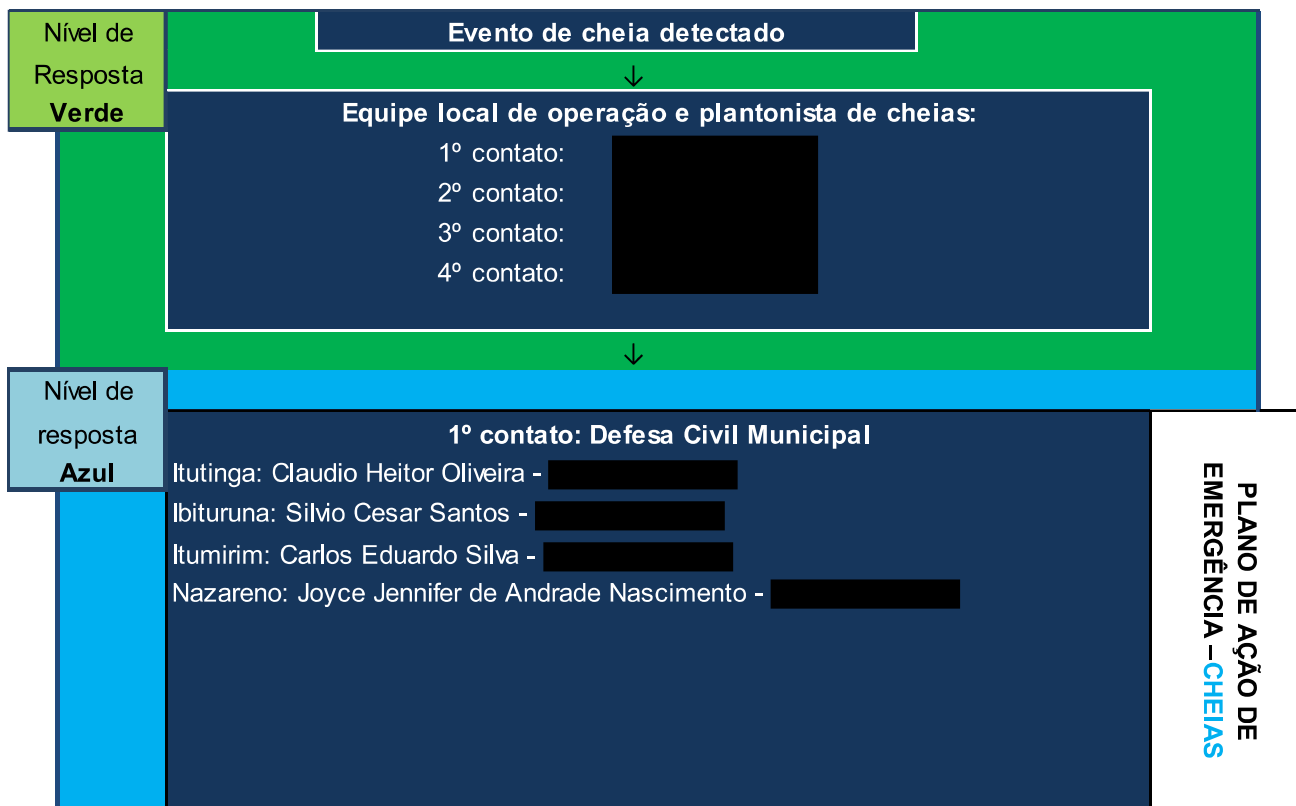 Nível de
Resposta
Verde
Evento de cheia detectado
↓
Equipe local de operação e plantonista de cheias:
1º contato:
2º contato:
3º contato:
4º contato:
↓
Nível de
resposta
Azul
1º contato: Defesa Civil Municipal
Itutinga: Claudio Heitor Oliveira -
Ibituruna: Silvio Cesar Santos -
Itumirim: Carlos Eduardo Silva -
Nazareno: Joyce Jennifer de Andrade Nascimento -
PLANO DE AÇÃO DE
EMERGÊNCIA –CHEIAS